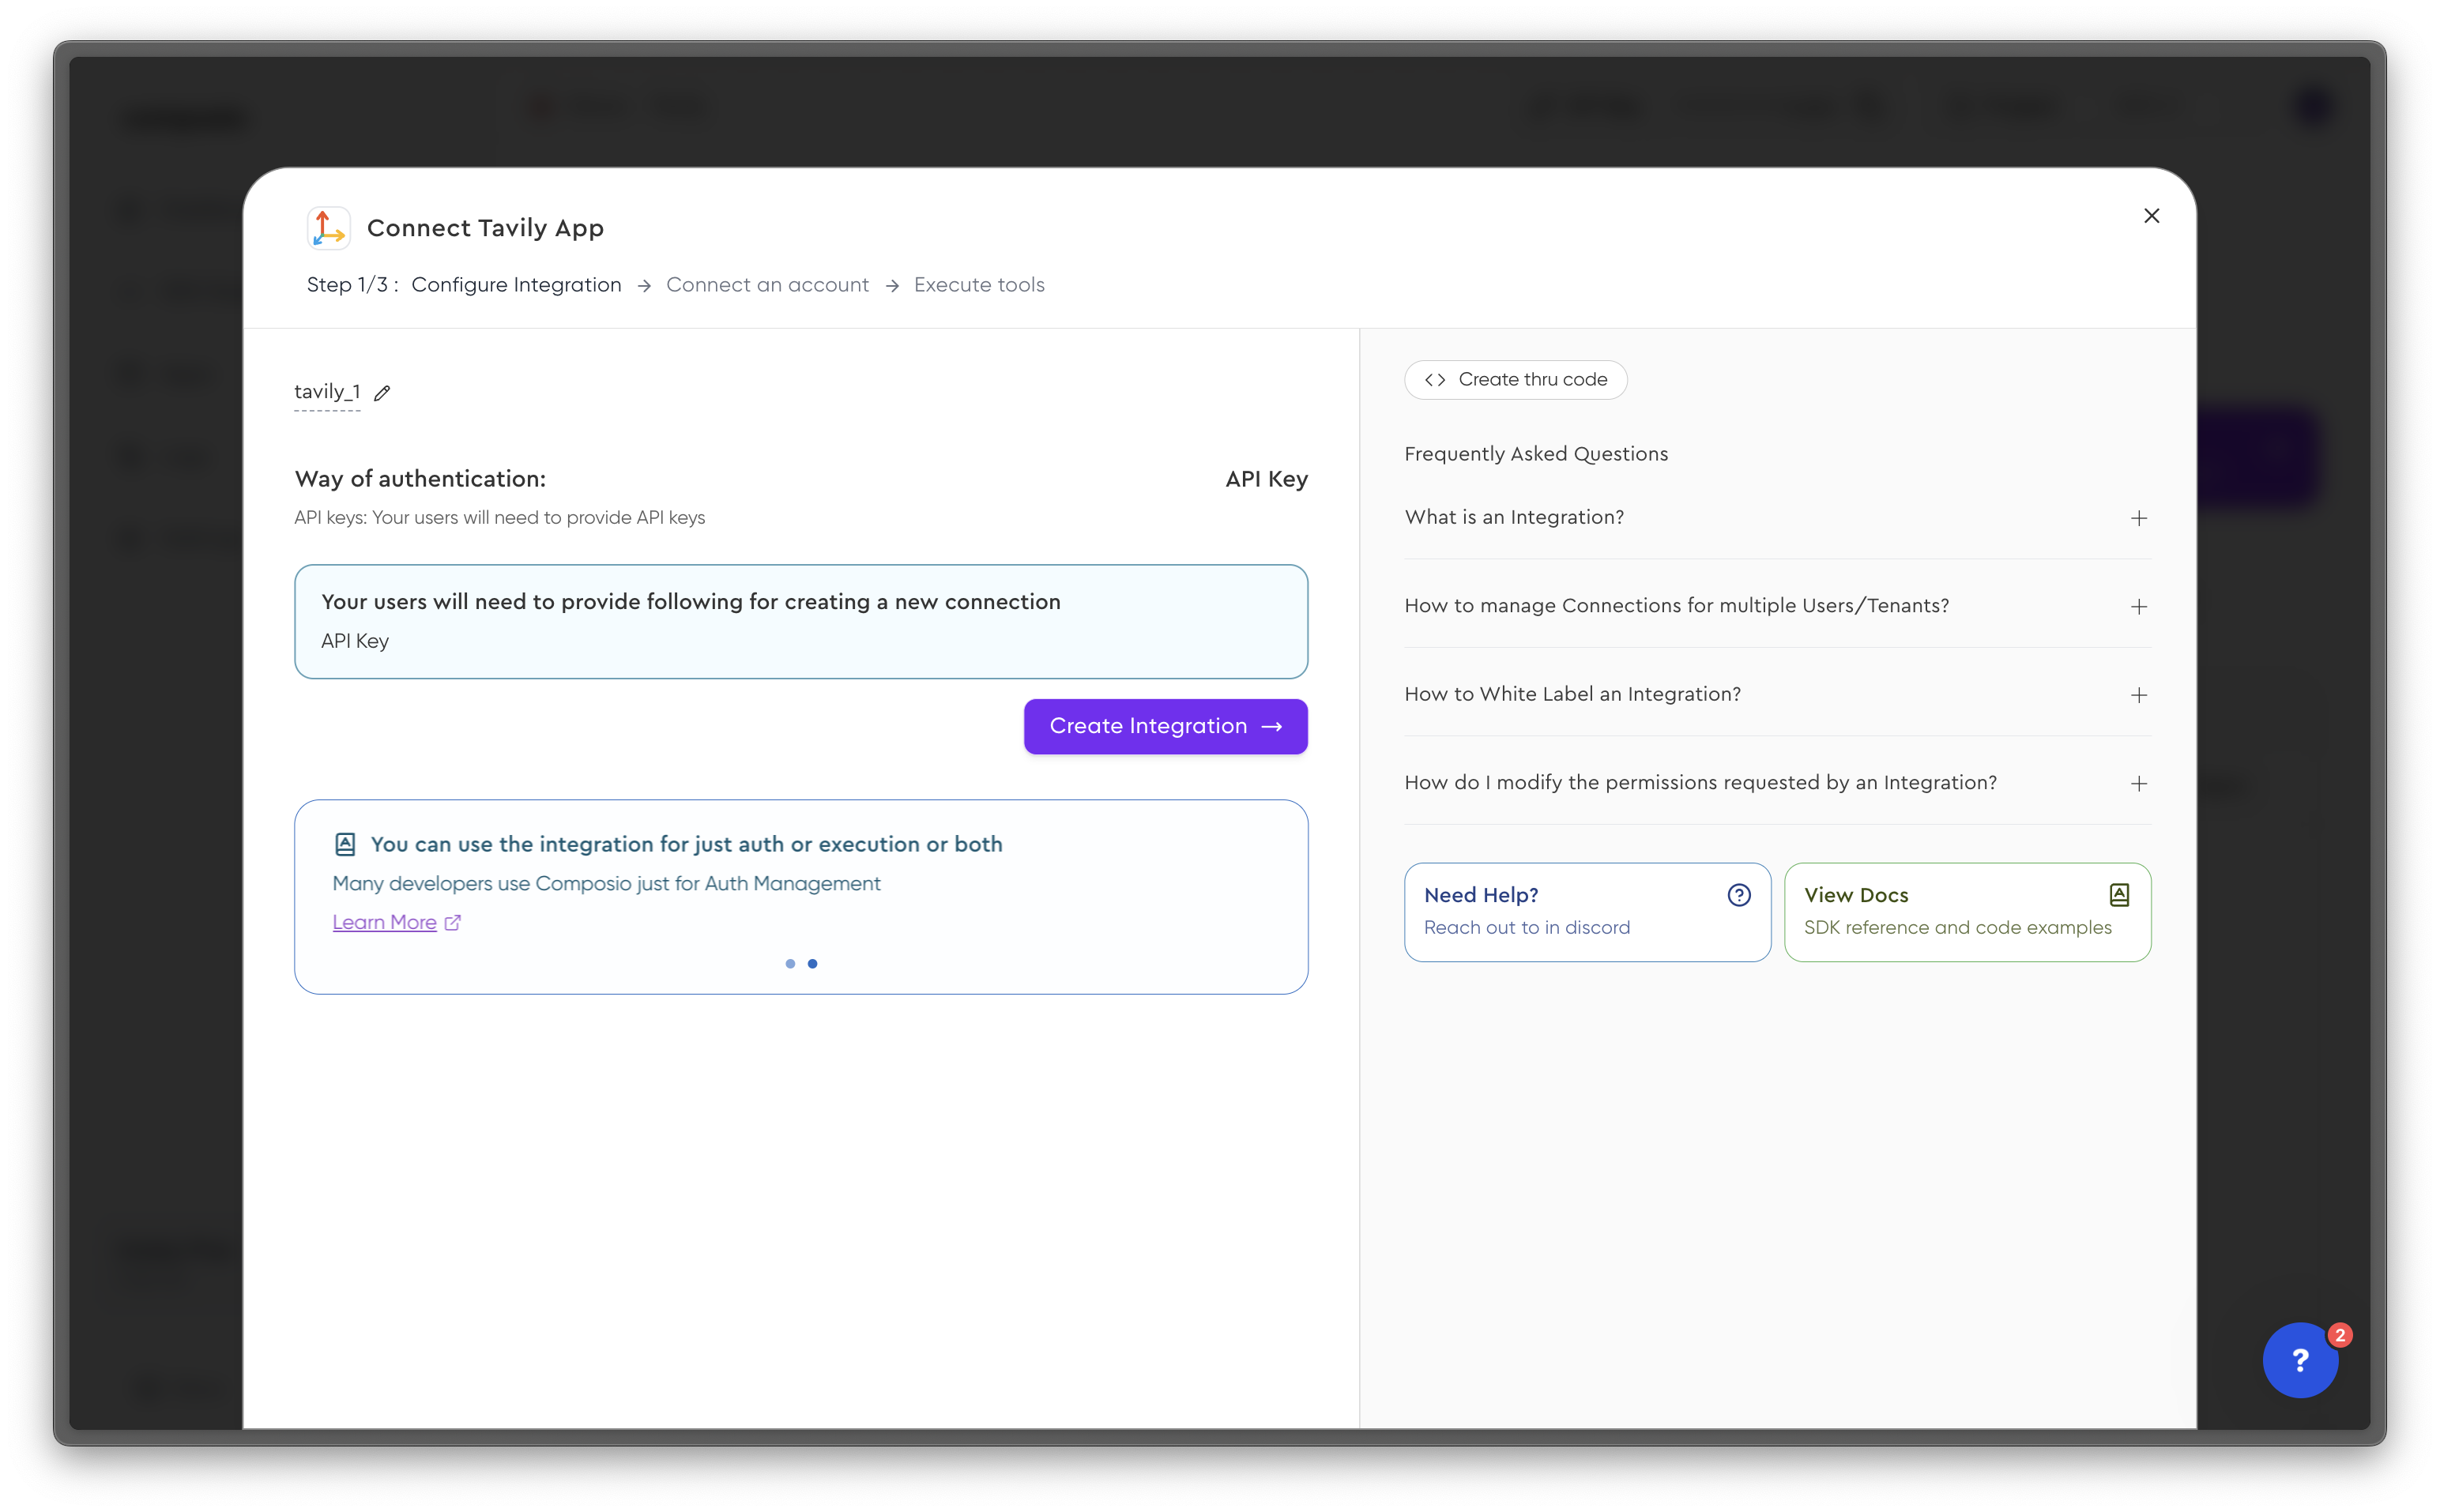 Connect Tavily App
Step 1/3 : Configure Integration → Connect an account → Execute tools
tavily_1
Way of authentication: API Key
API keys: Your users will need to provide API keys
Your users will need to provide following for creating a new connection
API Key
Create Integration →
You can use the integration for just auth or execution or both
Many developers use Composio just for Auth Management
Learn More
<> Create thru code
Frequently Asked Questions
What is an Integration?
How to manage Connections for multiple Users/Tenants?
How to White Label an Integration?
How do I modify the permissions requested by an Integration?
Need Help?
Reach out to in discord
View Docs
SDK reference and code examples
2
?